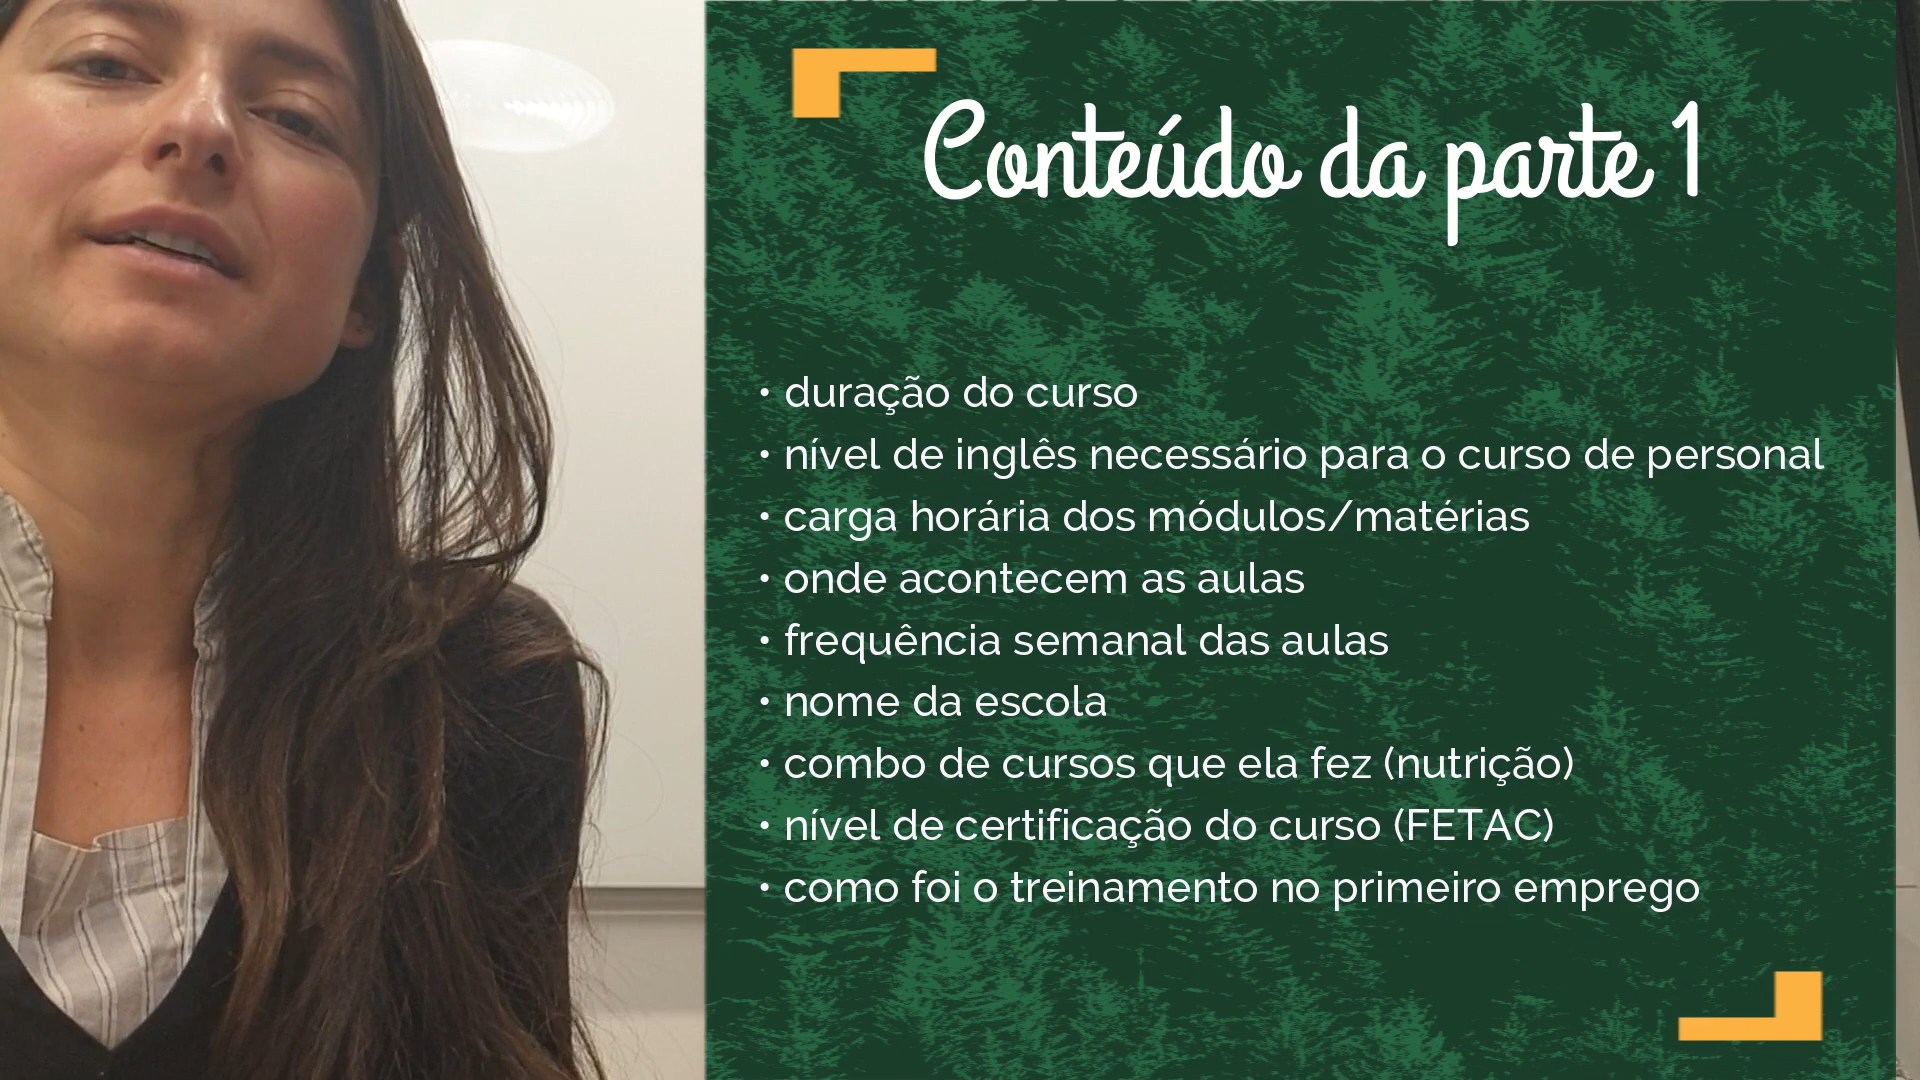 Conteúdo da parte 1
• duração do curso
• nível de inglês necessário para o curso de personal
• carga horária dos módulos/matérias
• onde acontecem as aulas
• frequência semanal das aulas
• nome da escola
• combo de cursos que ela fez (nutrição)
• nível de certificação do curso (FETAC)
• como foi o treinamento no primeiro emprego